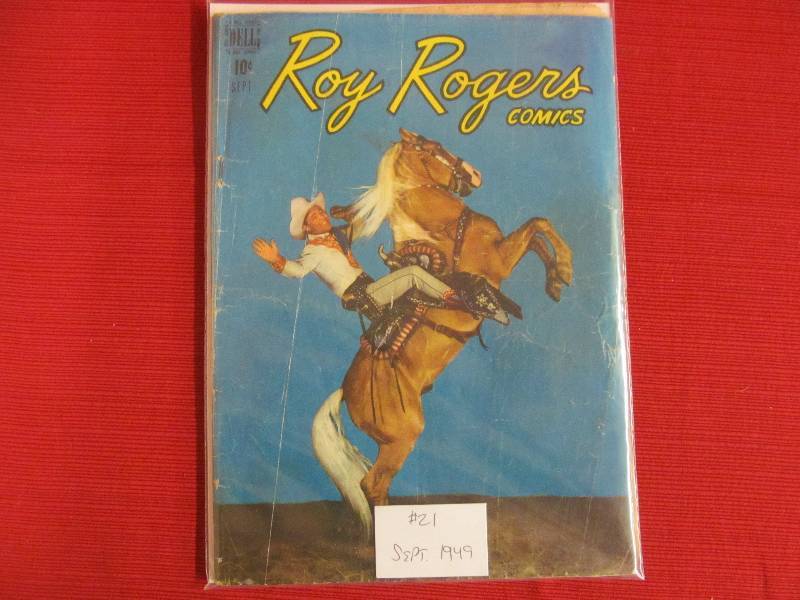 DELL
10¢
SEPT
Roy Rogers
COMICS
#21
SEPT. 1949